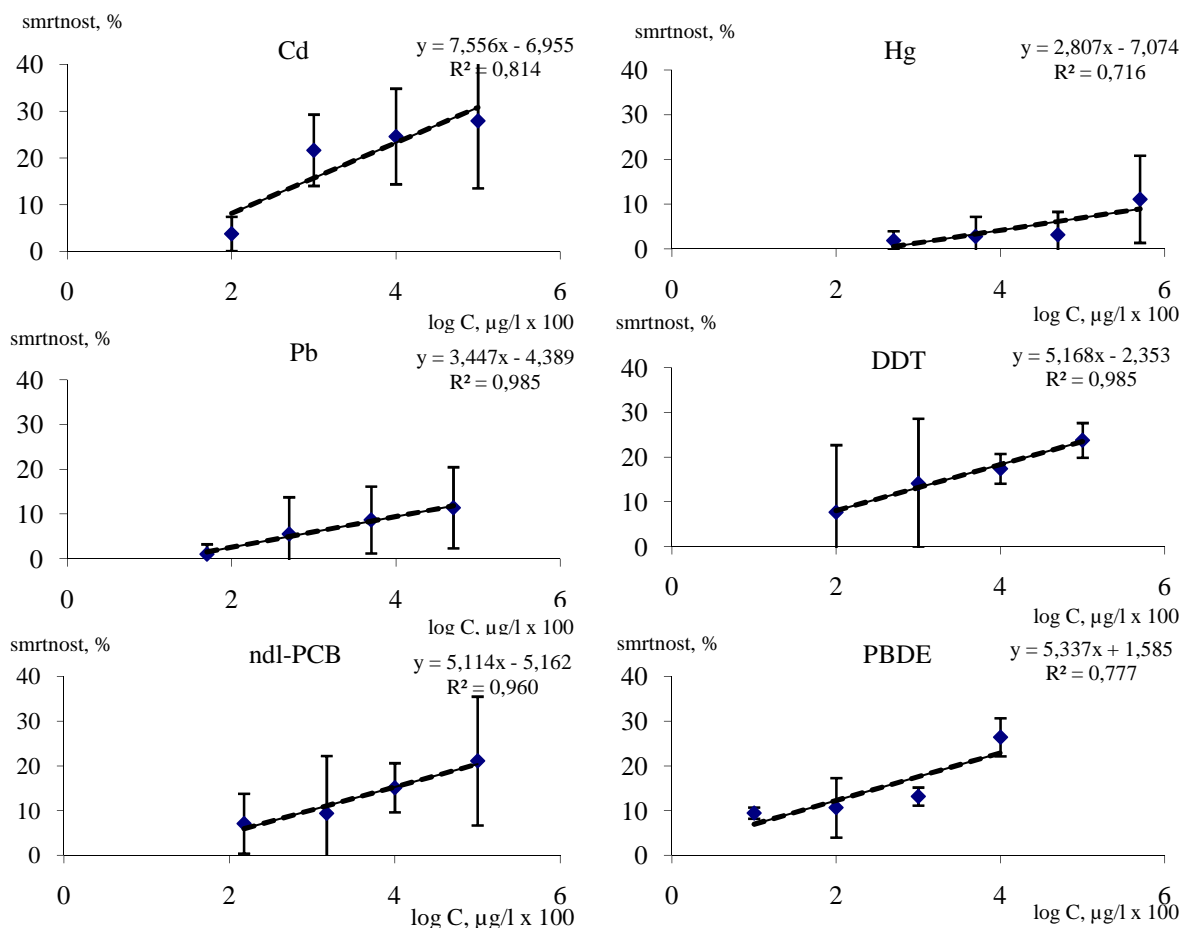 smrtnost, %
Cd
y = 7,556x - 6,955
R² = 0,814
40
30
20
10
0
0 2 4 6
log C, µg/l x 100
smrtnost, %
Hg
y = 2,807x - 7,074
R² = 0,716
40
30
20
10
0
0 2 4 6
log C, µg/l x 100
smrtnost, %
Pb
y = 3,447x - 4,389
R² = 0,985
40
30
20
10
0
0 2 4 6
log C, µg/l x 100
smrtnost, %
DDT
y = 5,168x - 2,353
R² = 0,985
40
30
20
10
0
0 2 4 6
log C, µg/l x 100
smrtnost, %
ndl-PCB
y = 5,114x - 5,162
R² = 0,960
40
30
20
10
0
0 2 4 6
log C, µg/l x 100
smrtnost, %
PBDE
y = 5,337x + 1,585
R² = 0,777
40
30
20
10
0
0 2 4 6
log C, µg/l x 100